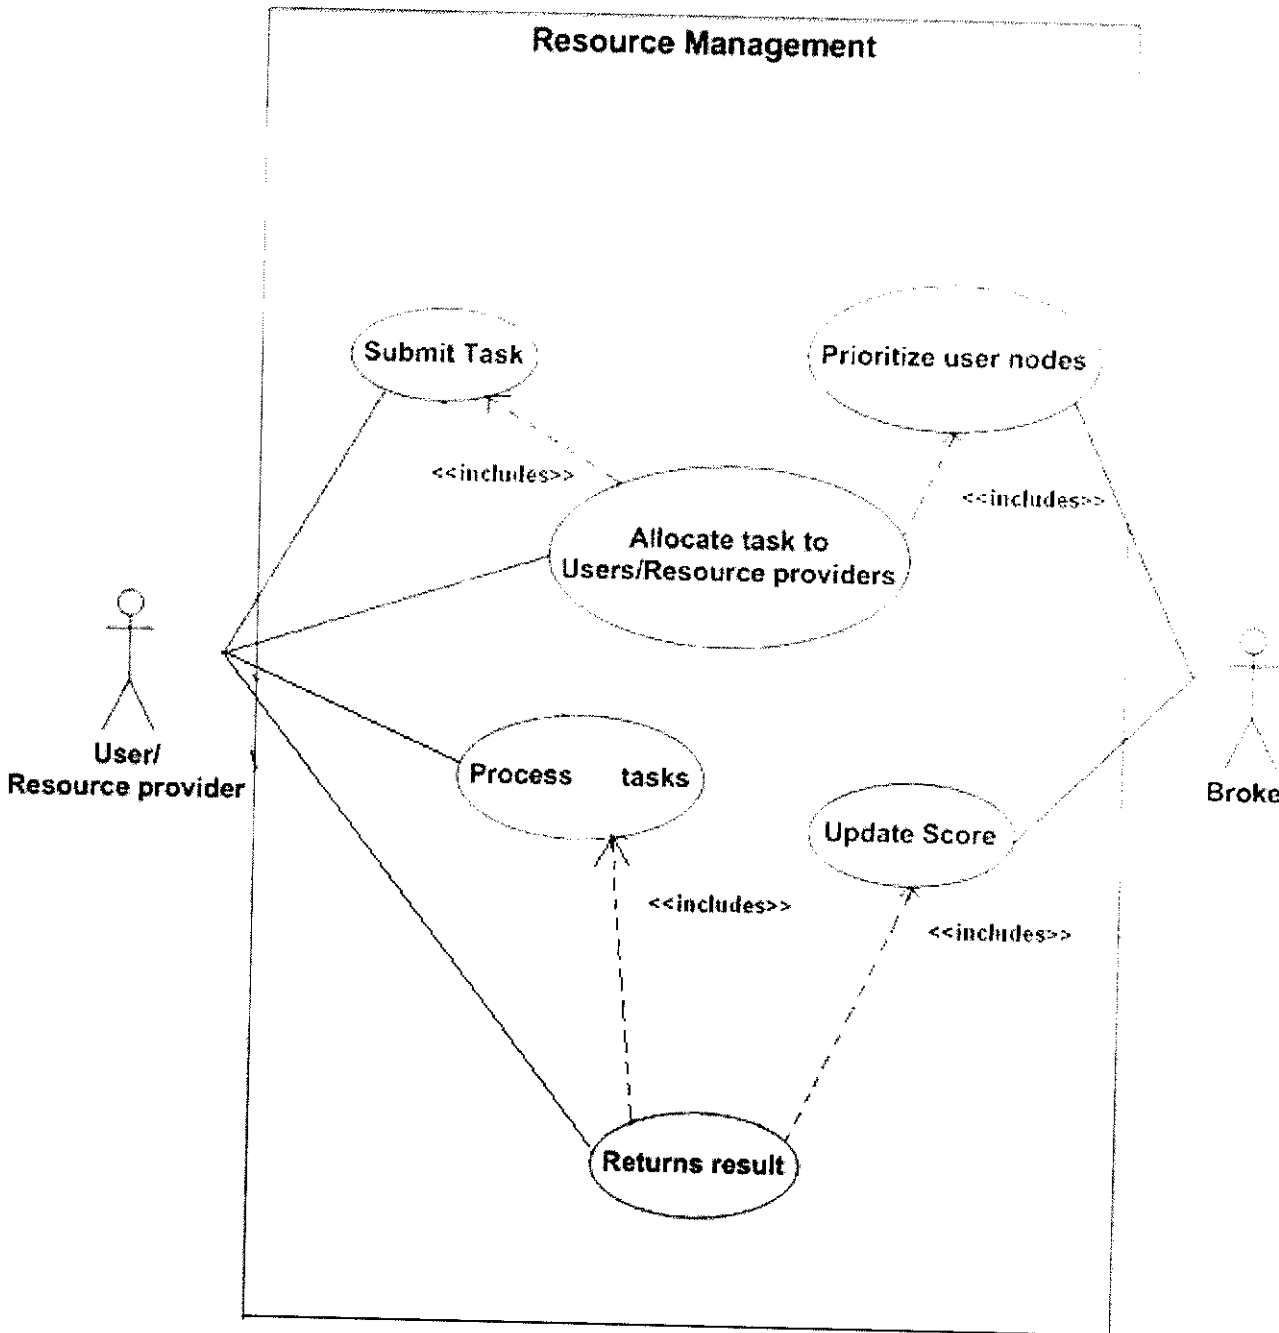 Resource Management
Submit Task
Prioritize user nodes
<<includes>>
<<includes>>
Allocate task to
Users/Resource providers
User/
Resource provider
Process tasks
Broke
Update Score
<<includes>>
<<includes>>
Returns result